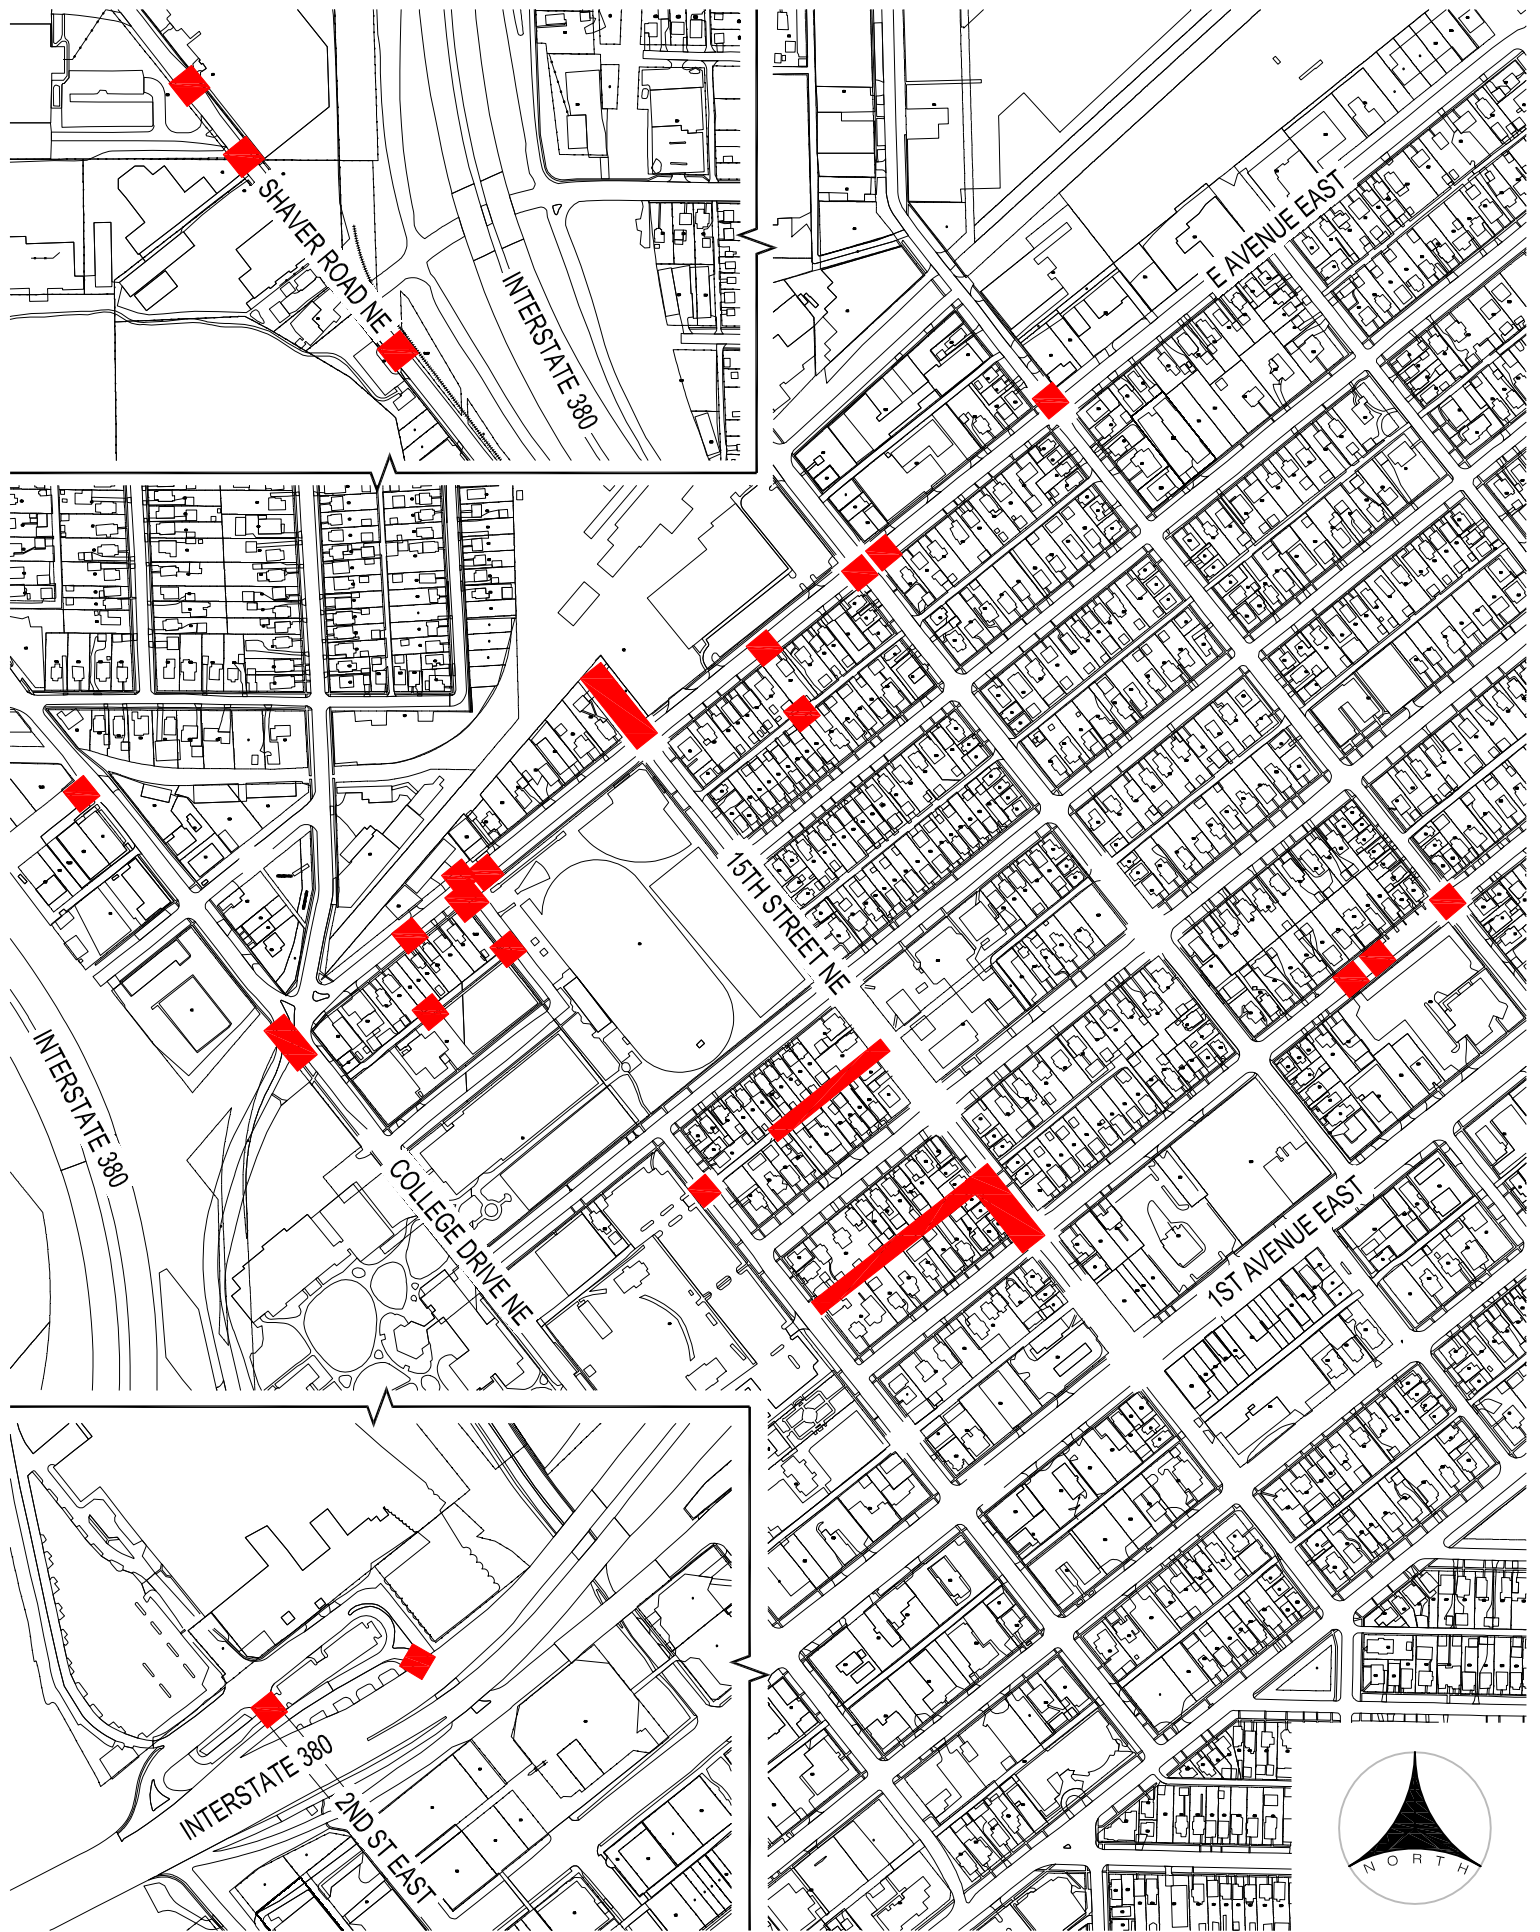 SHAVER ROAD NE
INTERSTATE 380
E AVENUE EAST
15TH STREET NE
INTERSTATE 380
COLLEGE DRIVE NE
1ST AVENUE EAST
INTERSTATE 380
2ND ST EAST
NORTH